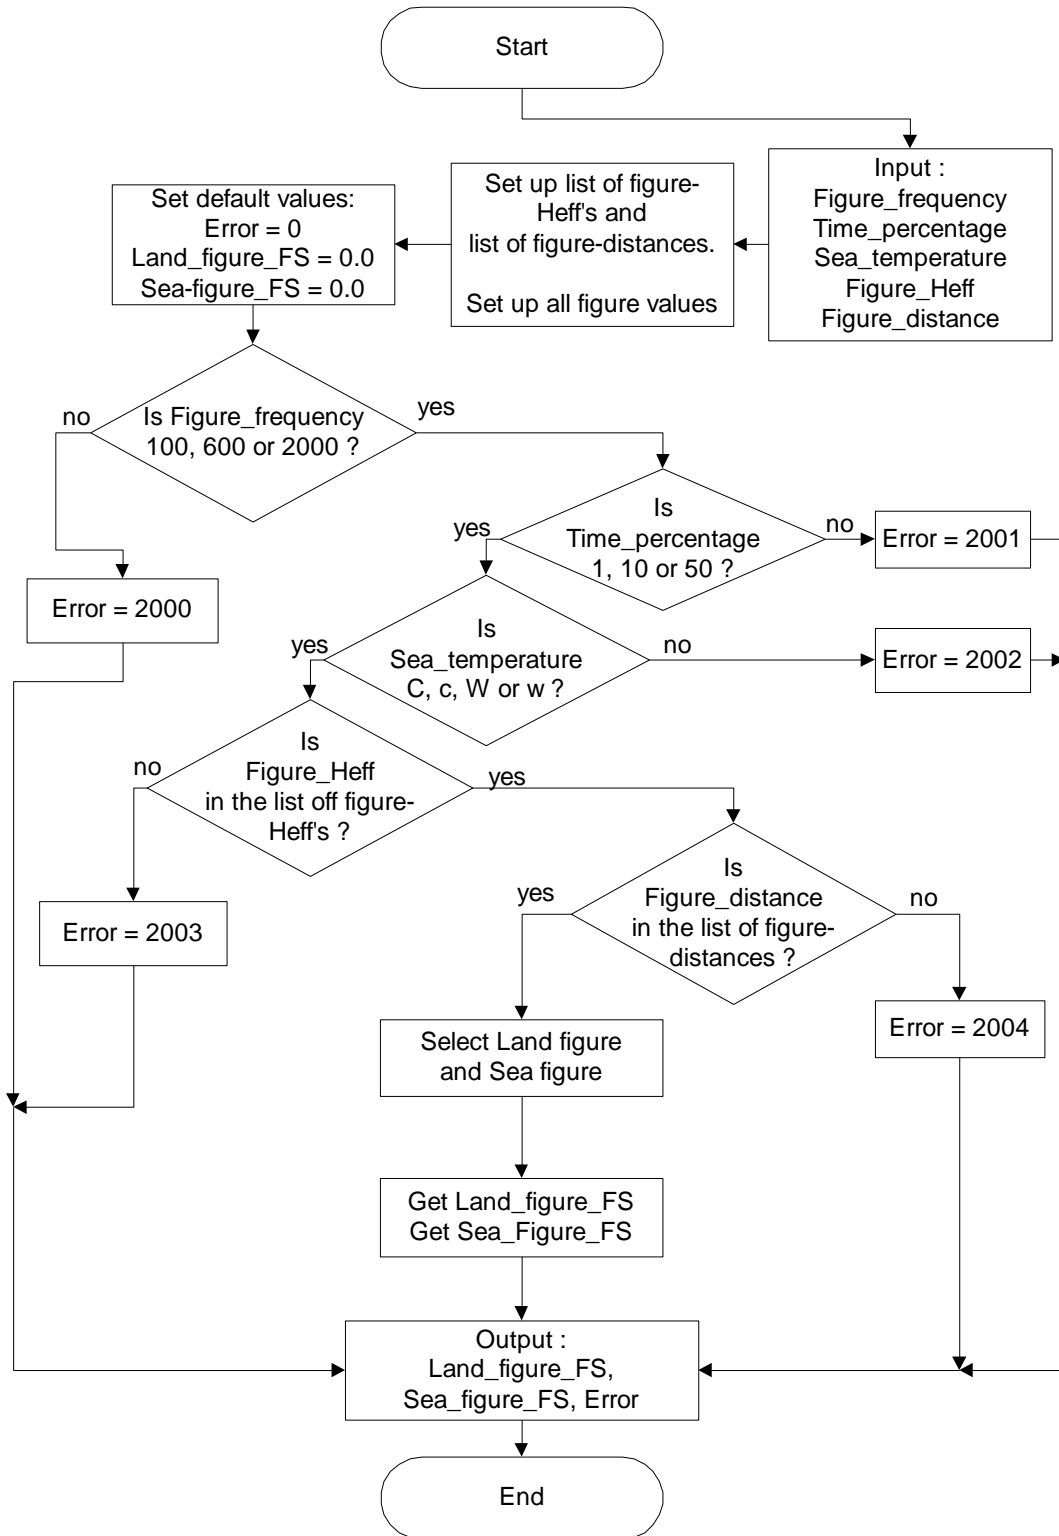 Start
Input :
Figure_frequency
Time_percentage
Sea_temperature
Figure_Heff
Figure_distance
Set up list of figure-
Heff's and
list of figure-distances.
Set up all figure values
Set default values:
Error = 0
Land_figure_FS = 0.0
Sea-figure_FS = 0.0
no
Is Figure_frequency
100, 600 or 2000 ?
yes
Error = 2000
yes
Is
Time_percentage
1, 10 or 50 ?
no
Error = 2001
yes
Is
Sea_temperature
C, c, W or w ?
no
Error = 2002
no
Is
Figure_Heff
in the list off figure-
Heff's ?
yes
Error = 2003
yes
Is
Figure_distance
in the list of figure-
distances ?
no
Error = 2004
Select Land figure
and Sea figure
Get Land_figure_FS
Get Sea_Figure_FS
Output :
Land_figure_FS,
Sea_figure_FS, Error
End